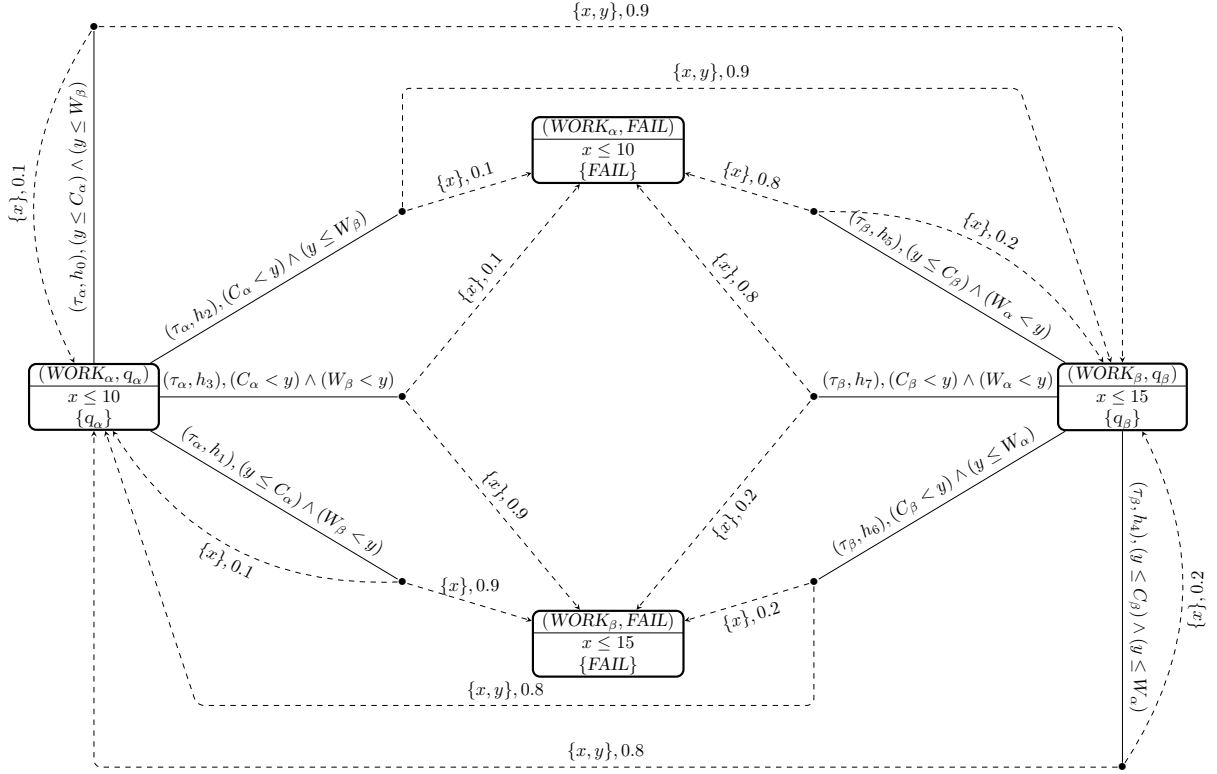 {x, y}, 0.9
{x, y}, 0.9
{x}, 0.1
(τ_α, h_0), (y ≤ C_α) ∧ (y ≤ W_β)
(WORK_α, FAIL)
x ≤ 10
{FAIL}
{x}, 0.1
{x}, 0.8
(τ_α, h_2), (C_α < y) ∧ (y ≤ W_β)
(τ_β, h_5), (y ≤ C_β) ∧ (W_α < y)
{x}, 0.2
{x}, 0.1
{x}, 0.8
(WORK_α, q_α)
x ≤ 10
{q_α}
(τ_α, h_3), (C_α < y) ∧ (W_β < y)
(τ_β, h_7), (C_β < y) ∧ (W_α < y)
(WORK_β, q_β)
x ≤ 15
{q_β}
(τ_α, h_1), (y ≤ C_α) ∧ (W_β < y)
{x}, 0.9
{x}, 0.2
(τ_β, h_6), (C_β < y) ∧ (y ≤ W_α)
(τ_β, h_4), (y ≤ C_β) ∧ (y ≤ W_α)
{x}, 0.2
{x}, 0.1
{x}, 0.9
{x}, 0.2
(WORK_β, FAIL)
x ≤ 15
{FAIL}
{x, y}, 0.8
{x, y}, 0.8